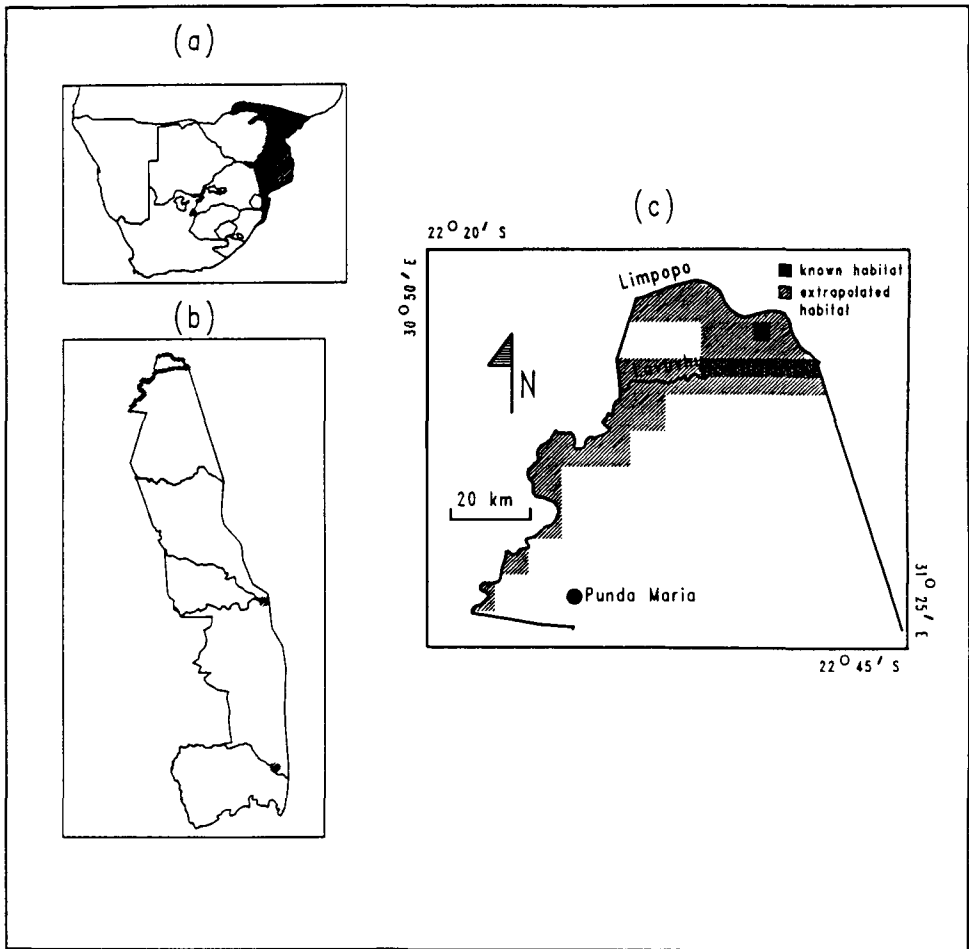 (a)
(b)
(c)
22° 20' S
30° 50' E
Limpopo
known habitat
extrapolated
habitat
N
20 km
Punda Maria
31° 25' E
22° 45' S